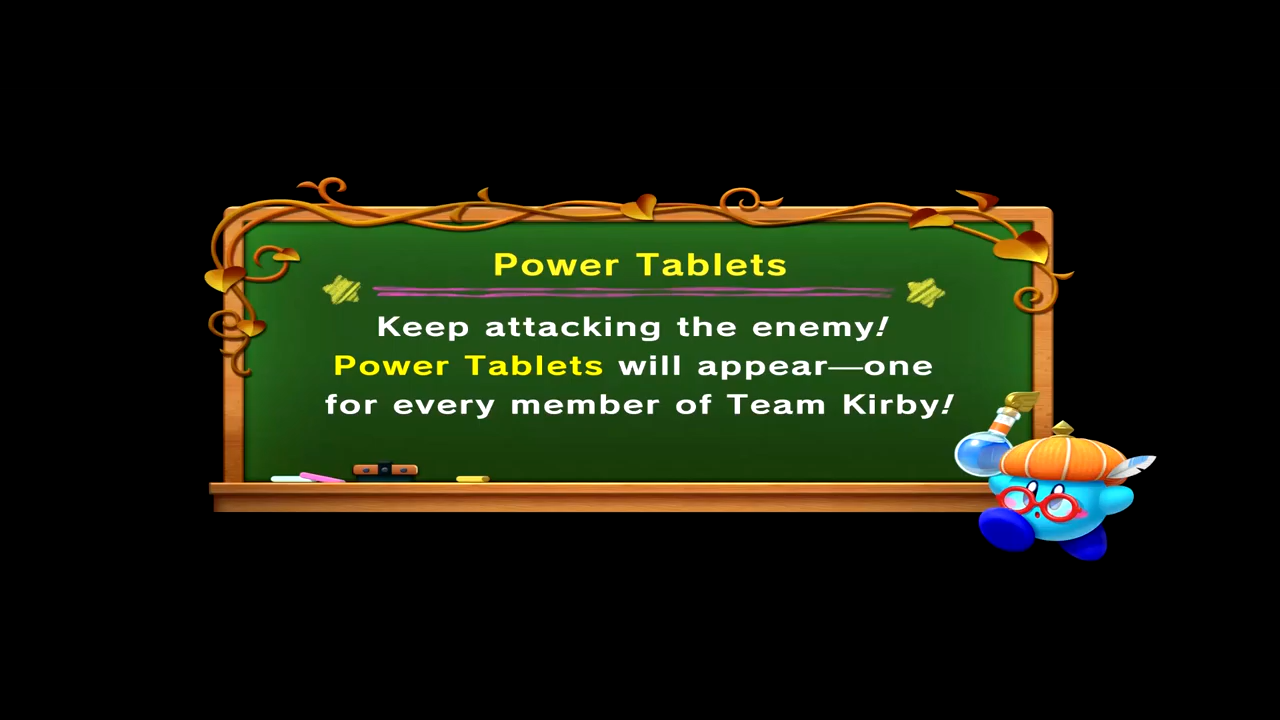 Power Tablets
Keep attacking the enemy!
Power Tablets will appear—one
for every member of Team Kirby!